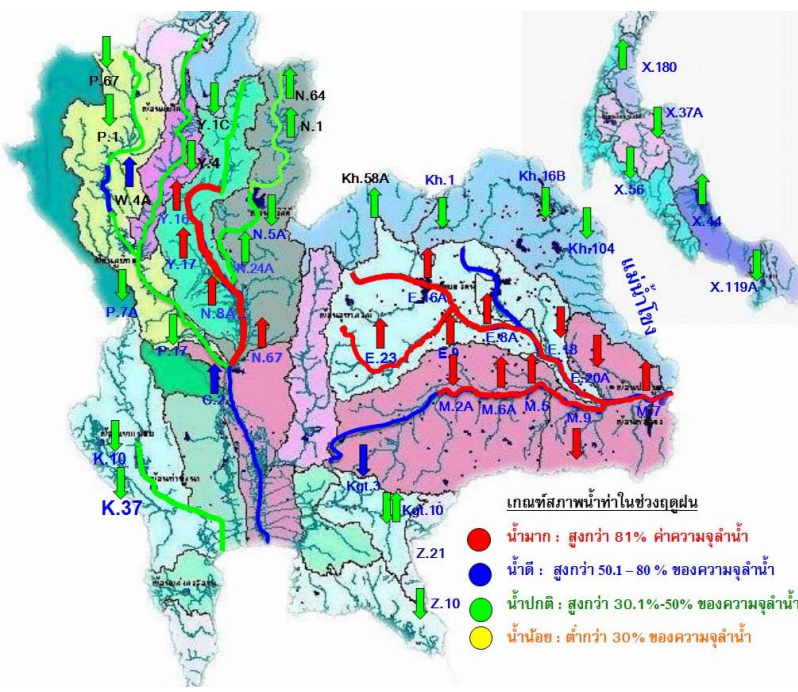 P.67
P.1
W.4A
Y.1C
Y.4
N.64
N.1
Y.16
Y.17
N.5A
N.24A
N.8A
N.67
P.7A
P.17
C.2
K.10
K.37
Kh.58A
Kh.1
Kh.16B
Kh.104
แม่น้ำโขง
E.16A
E.23
E.9
E.8A
E.18
E.20A
M.2A
M.6A
M.5
M.9
M.7
Kgt.3
Kgt.10
Z.21
Z.10
X.180
X.37A
X.56
X.44
X.119A
เกณฑ์สภาพน้ำท่าในช่วงฤดูฝน
น้ำมาก : สูงกว่า 81% ค่าความจุลำน้ำ
น้ำดี : สูงกว่า 50.1 – 80 % ของความจุลำน้ำ
น้ำปกติ : สูงกว่า 30.1%-50% ของความจุลำน้ำ
น้ำน้อย : ต่ำกว่า 30% ของความจุลำน้ำ